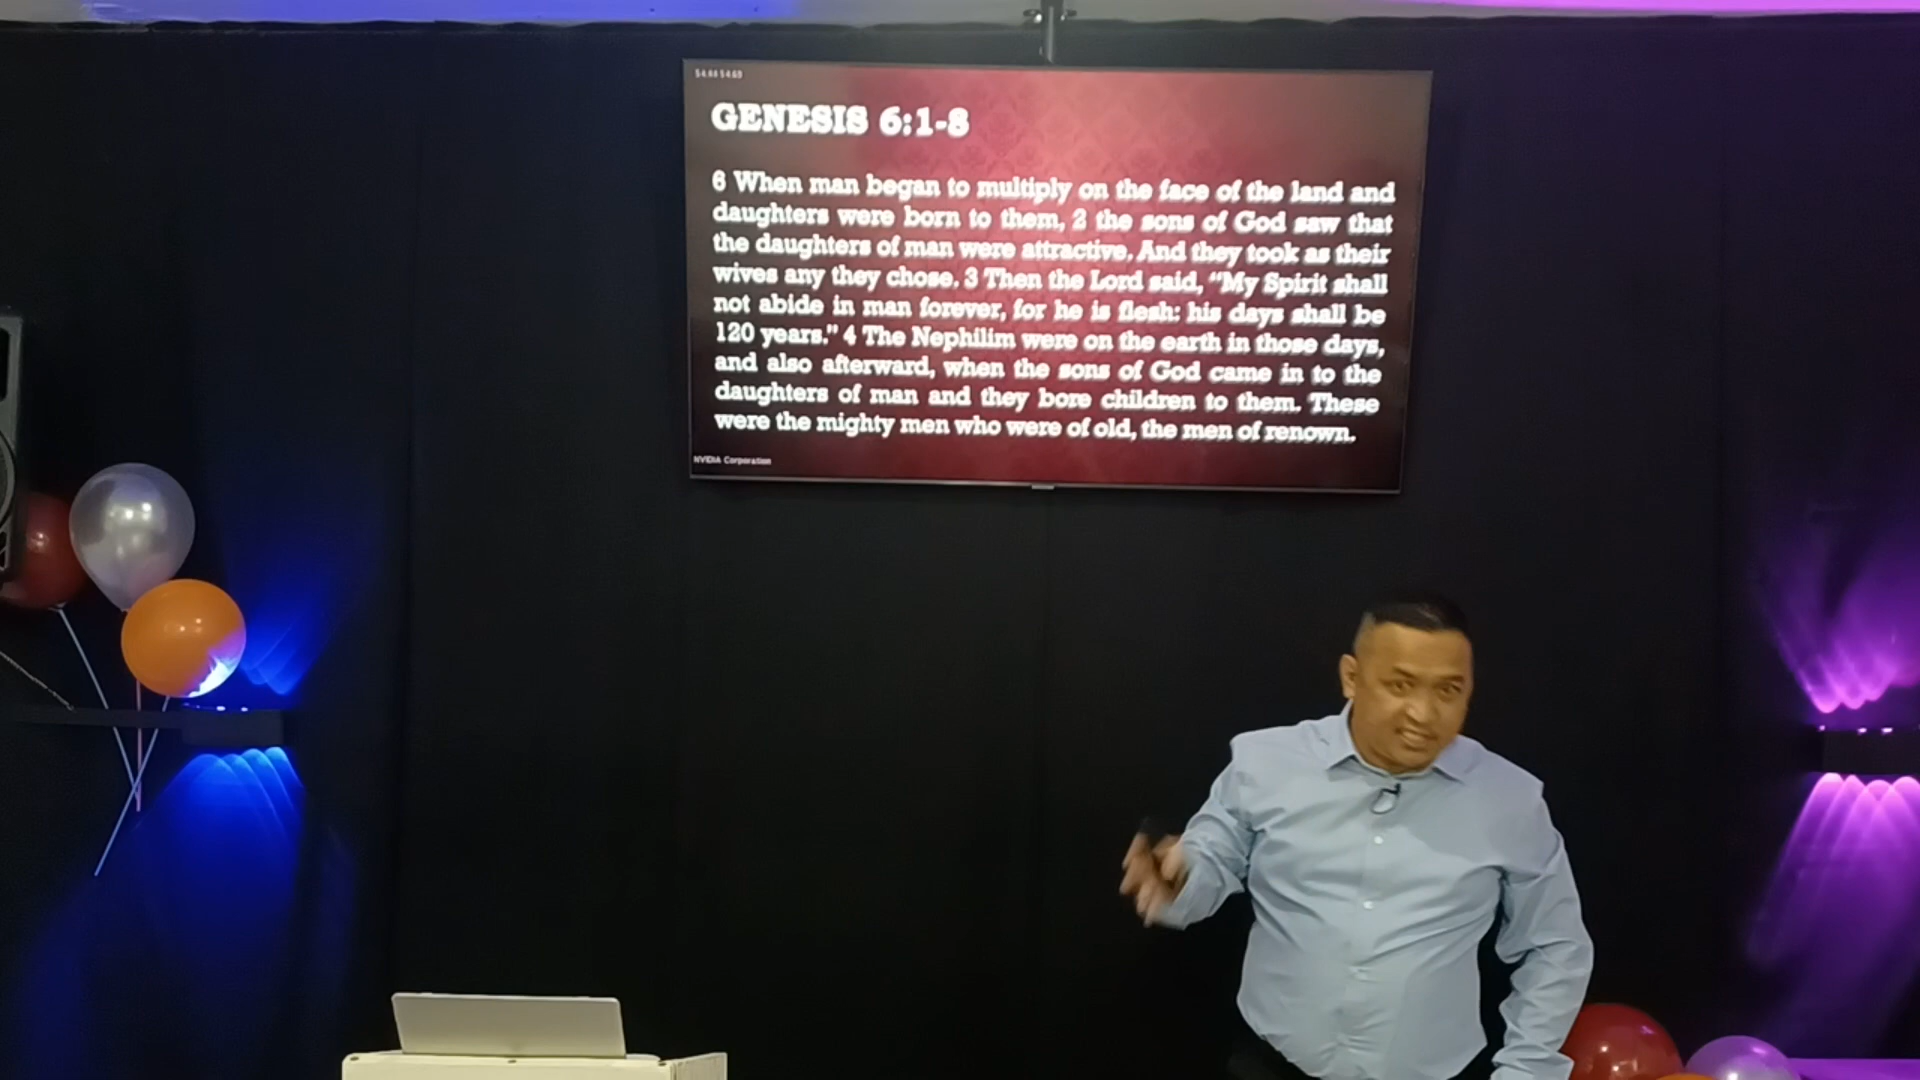 GENESIS 6:1-8
6 When man began to multiply on the face of the land and
daughters were born to them, 2 the sons of God saw that
the daughters of man were attractive. And they took as their
wives any they chose. 3 Then the Lord said, “My Spirit shall
not abide in man forever, for he is flesh: his days shall be
120 years.” 4 The Nephilim were on the earth in those days,
and also afterward, when the sons of God came in to the
daughters of man and they bore children to them. These
were the mighty men who were of old, the men of renown.
NVIDIA Corporation